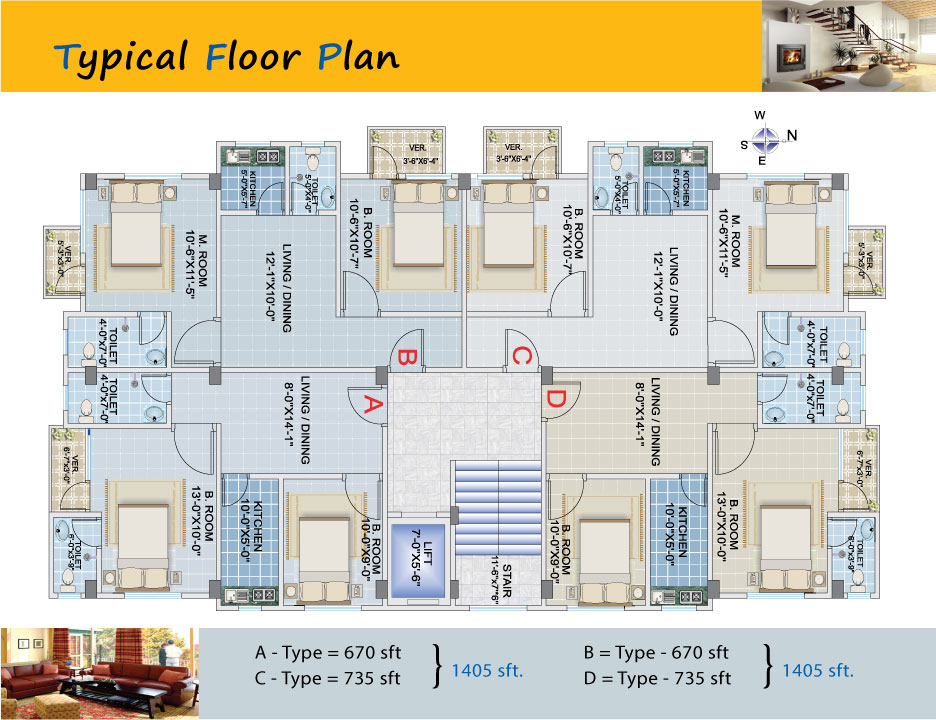 Typical Floor Plan
W
S
N
E
VER.
3'-6"X6'-4"
VER.
3'-6"X6'-4"
KITCHEN
5'-0"X5'-7"
TOILET
5'-0"X4'-0"
TOILET
5'-0"X4'-0"
KITCHEN
5'-0"X5'-7"
VER.
5'-3"X3'-0"
M. ROOM
10'-6"X11'-5"
LIVING / DINING
12'-1"X10'-0"
B. ROOM
10'-6"X10'-7"
B. ROOM
10'-6"X10'-7"
LIVING / DINING
12'-1"X10'-0"
M. ROOM
10'-6"X11'-5"
VER.
5'-3"X3'-0"
TOILET
4'-0"x7'-0"
B
C
TOILET
4'-0"x7'-0"
TOILET
4'-0"x7'-0"
LIVING / DINING
8'-0"X14'-1"
A
D
LIVING / DINING
8'-0"X14'-1"
TOILET
4'-0"x7'-0"
VER.
6'-7"x3'-0"
B. ROOM
13'-0"X10'-0"
KITCHEN
10'-0"X5'-0"
B. ROOM
10'-0"X9'-0"
LIFT
7'-0"X5'-6"
STAIR
11'-6"x7'"6"
B. ROOM
10'-0"X9'-0"
KITCHEN
10'-0"X5'-0"
B. ROOM
13'-0"X10'-0"
VER.
6'-7"x3'-0"
TOILET
6'-0"x3'-9"
TOILET
6'-0"x3'-9"
A - Type = 670 sft
C - Type = 735 sft
1405 sft.
B = Type - 670 sft
D = Type - 735 sft
1405 sft.